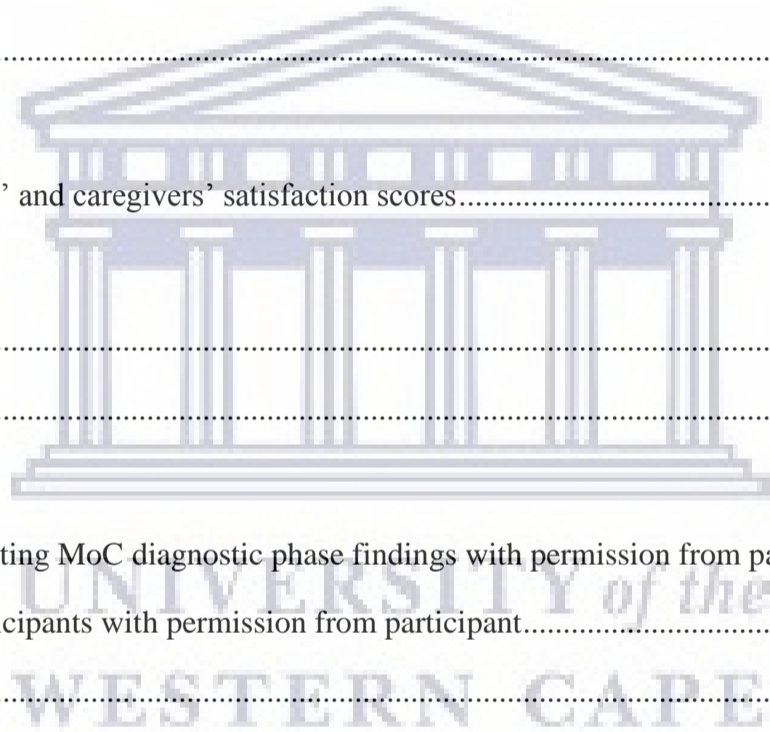 ....................................................................................................
’ and caregivers’ satisfaction scores........................................
....................................................................................................
....................................................................................................
ting MoC diagnostic phase findings with permission from pa
UNIVERSITY of the
cipants with permission from participant................................
WESTERN CAPE
....................................................................................................